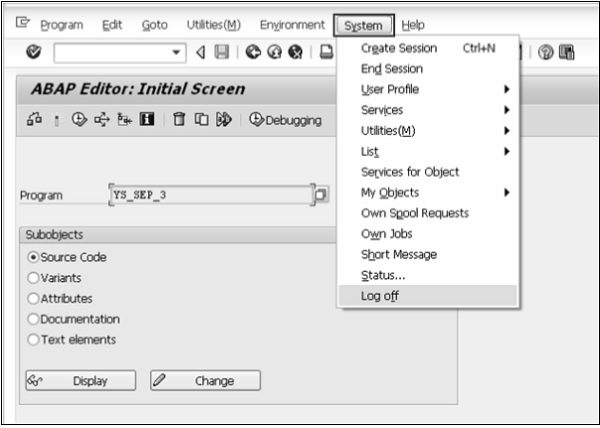 Program Edit Goto Utilities(M) Environment System Help
Create Session Ctrl+N
End Session
User Profile
Services
Utilities(M)
List
Services for Object
My Objects
Own Spool Requests
Own Jobs
Short Message
Status...
Log off
ABAP Editor: Initial Screen
Debugging
Program YS_SEP_3
Subobjects
Source Code
Variants
Attributes
Documentation
Text elements
Display Change